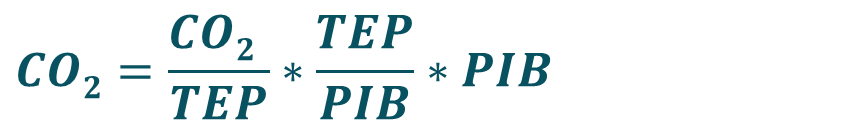 CO₂ = CO₂/TEP * TEP/PIB * PIB